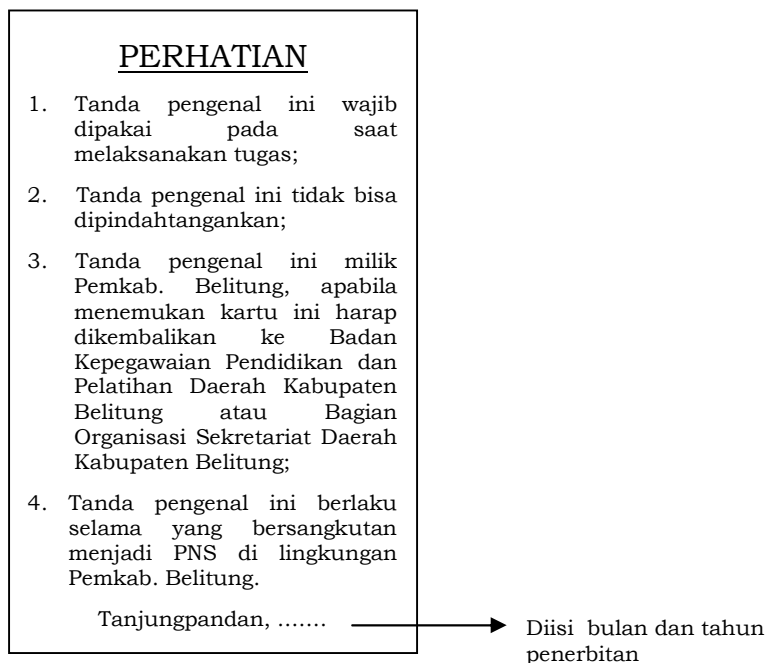 PERHATIAN
1. Tanda pengenal ini wajib
dipakai pada saat
melaksanakan tugas;
2. Tanda pengenal ini tidak bisa
dipindahtangankan;
3. Tanda pengenal ini milik
Pemkab. Belitung, apabila
menemukan kartu ini harap
dikembalikan ke Badan
Kepegawaian Pendidikan dan
Pelatihan Daerah Kabupaten
Belitung atau Bagian
Organisasi Sekretariat Daerah
Kabupaten Belitung;
4. Tanda pengenal ini berlaku
selama yang bersangkutan
menjadi PNS di lingkungan
Pemkab. Belitung.
Tanjungpandan, .......
Diisi bulan dan tahun
penerbitan